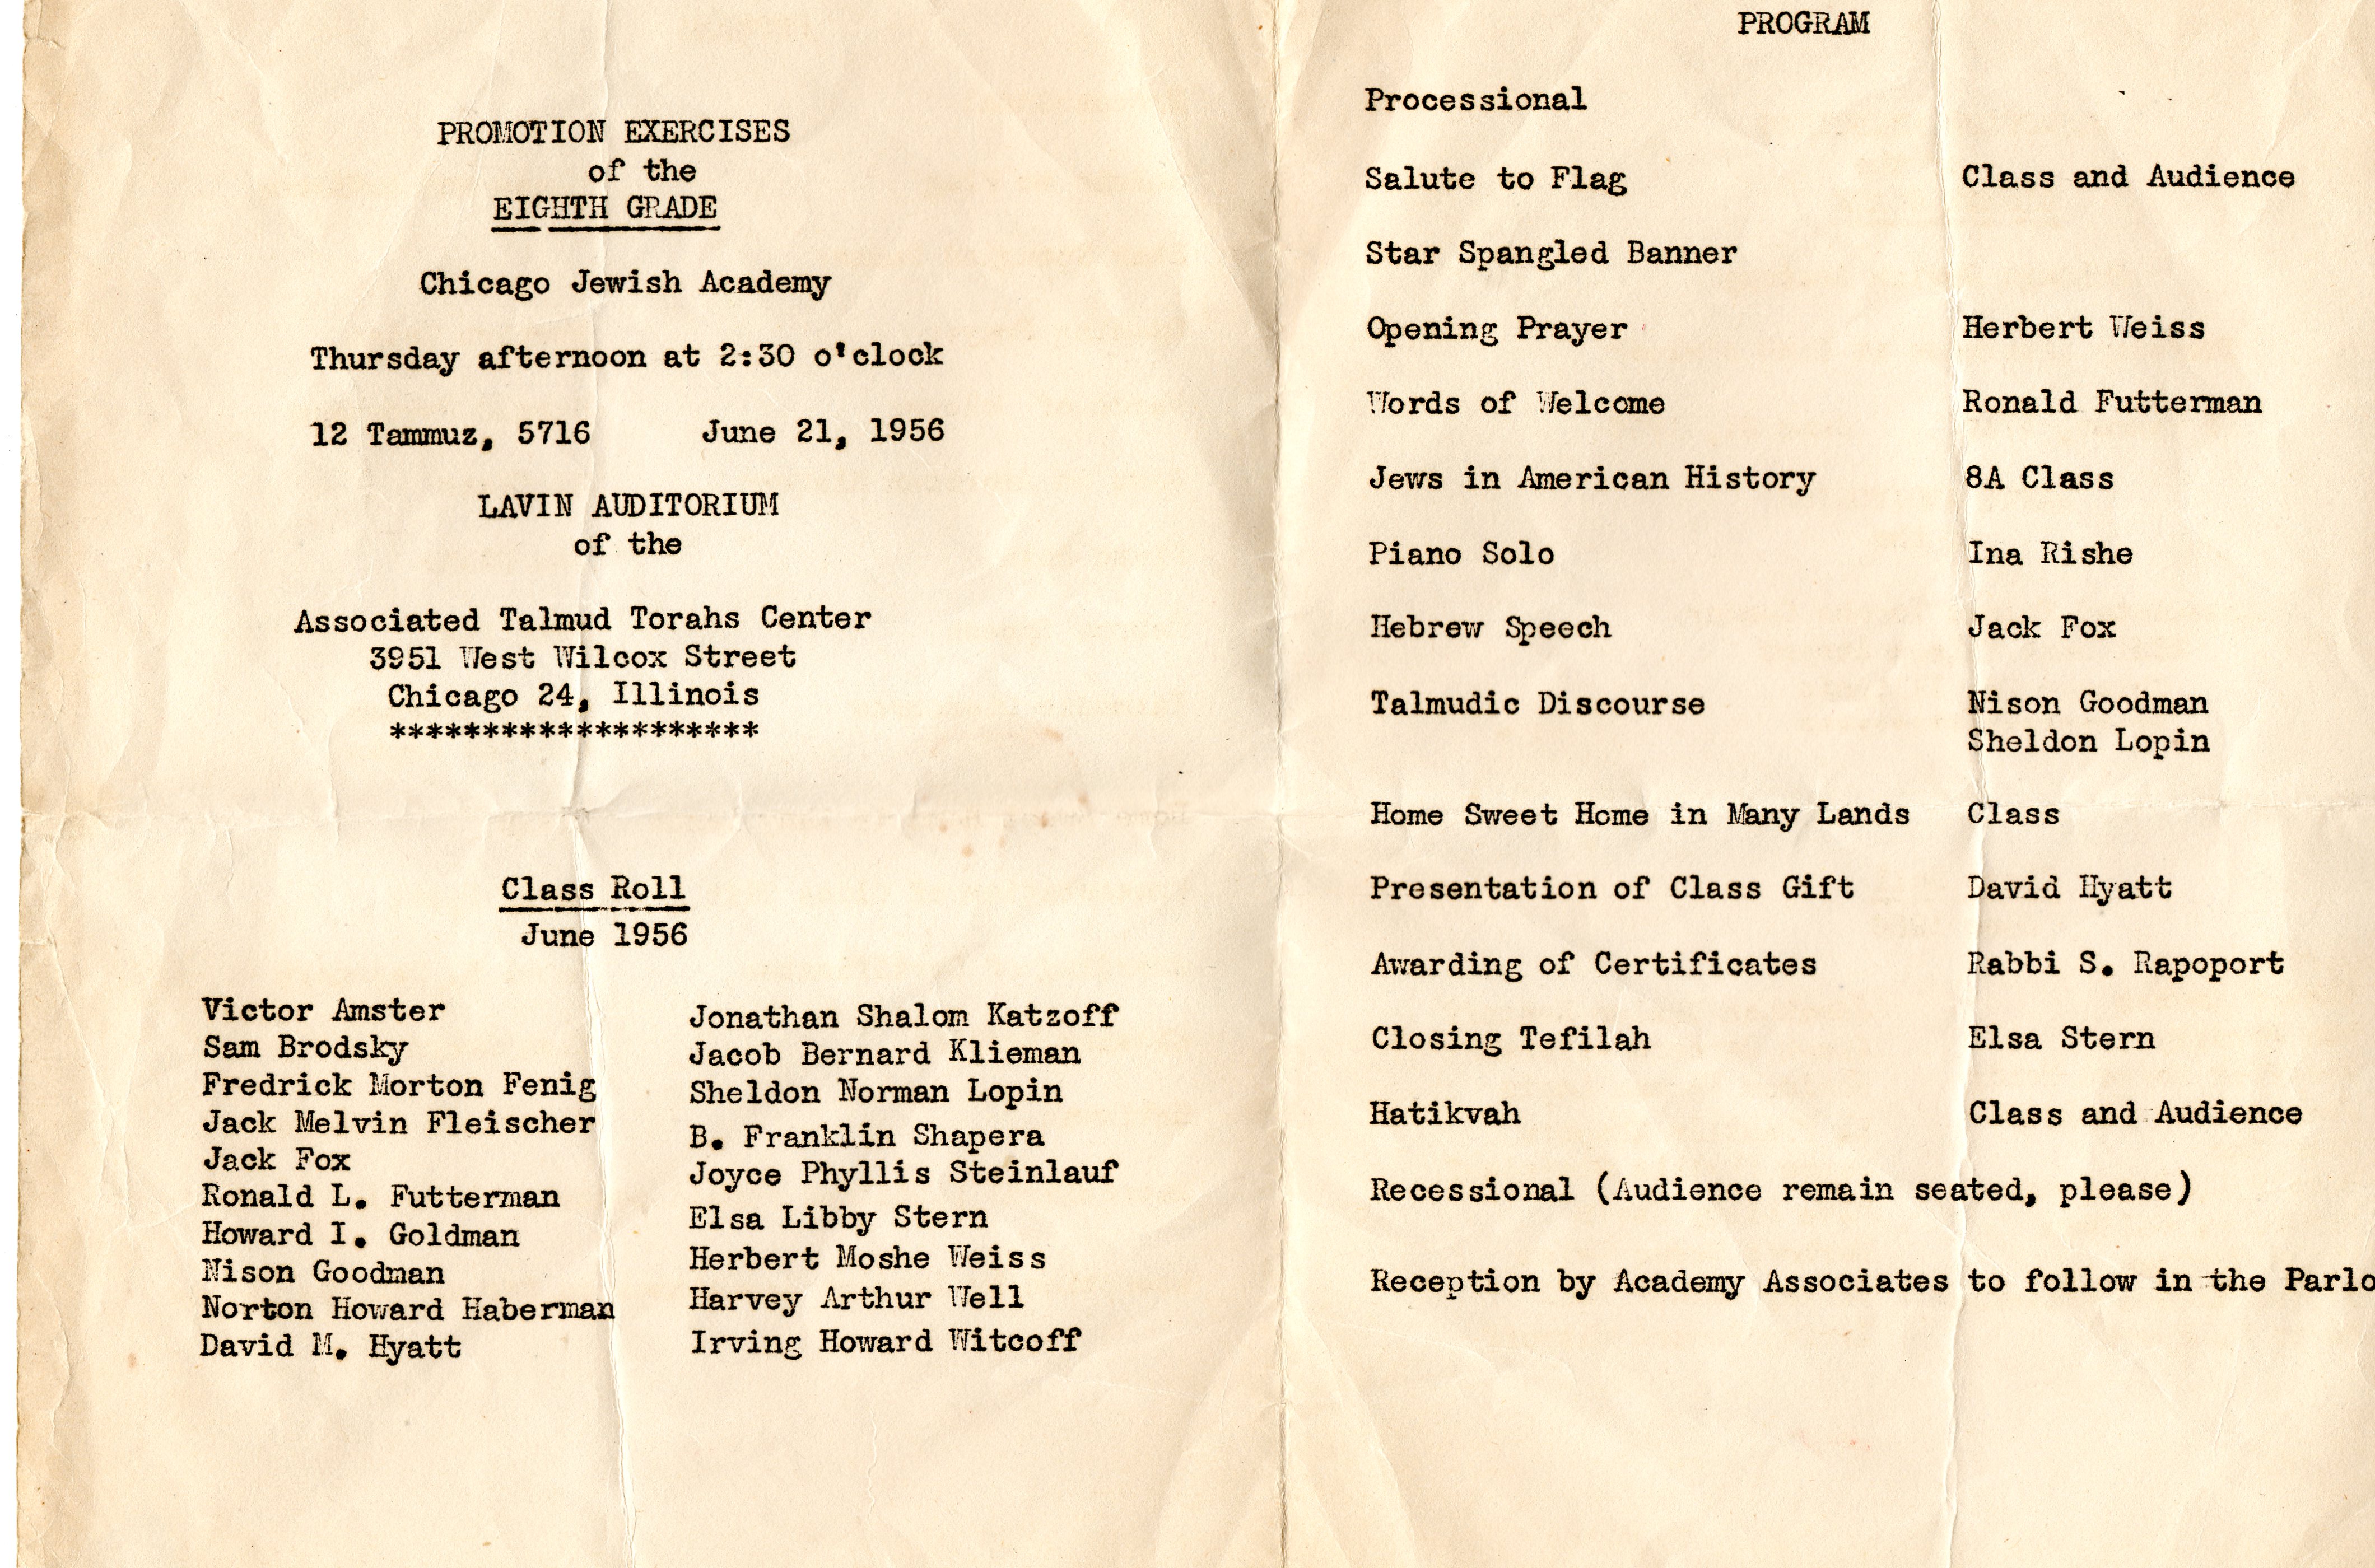 PROMOTION EXERCISES
of the
EIGHTH GRADE
Chicago Jewish Academy
Thursday afternoon at 2:30 o'clock
12 Tammuz, 5716 June 21, 1956
LAVIN AUDITORIUM
of the
Associated Talmud Torahs Center
3951 West Wilcox Street
Chicago 24, Illinois
********************
Class Roll
June 1956
Victor Amster
Sam Brodsky
Fredrick Morton Fenig
Jack Melvin Fleischer
Jack Fox
Ronald L. Futterman
Howard I. Goldman
Nison Goodman
Norton Howard Haberman
David M. Hyatt
Jonathan Shalom Katzoff
Jacob Bernard Klieman
Sheldon Norman Lopin
B. Franklin Shapera
Joyce Phyllis Steinlauf
Elsa Libby Stern
Herbert Moshe Weiss
Harvey Arthur Well
Irving Howard Witcoff
PROGRAM
Processional
Salute to Flag Class and Audience
Star Spangled Banner
Opening Prayer Herbert Weiss
Words of Welcome Ronald Futterman
Jews in American History 8A Class
Piano Solo Ina Rishe
Hebrew Speech Jack Fox
Talmudic Discourse Nison Goodman
Sheldon Lopin
Home Sweet Home in Many Lands Class
Presentation of Class Gift David Hyatt
Awarding of Certificates Rabbi S. Rapoport
Closing Tefilah Elsa Stern
Hatikvah Class and Audience
Recessional (Audience remain seated, please)
Reception by Academy Associates to follow in the Parlo